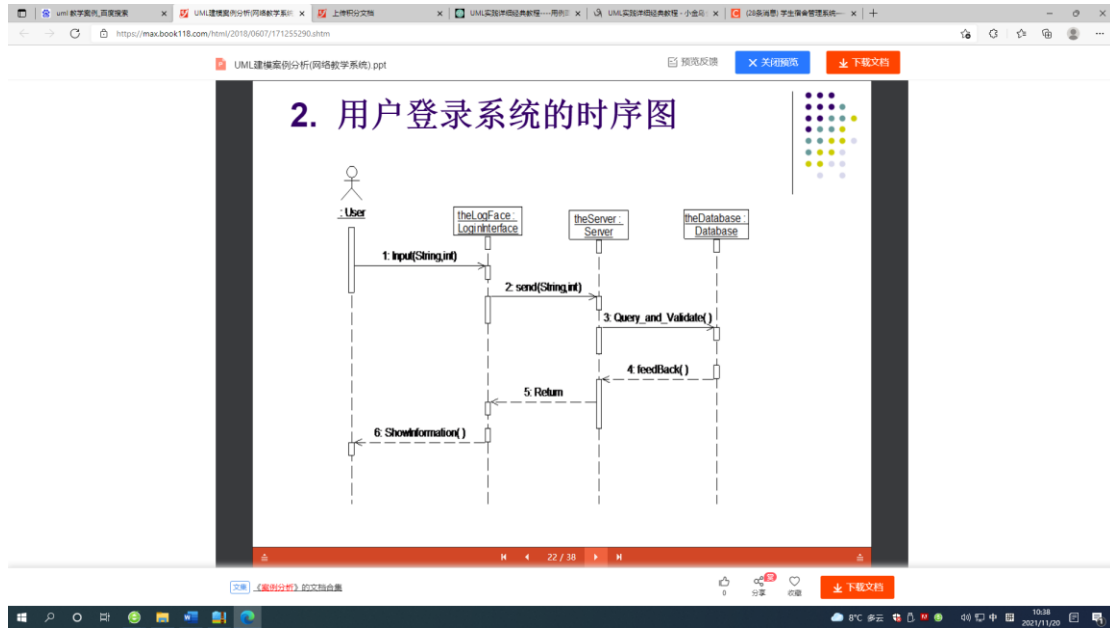 uml 教学案例_百度搜索
UML建模案例分析(网络教学系统
上传积分文档
UML实践详细经典教程----用例图
UML实践详细经典教程 - 小金乌
(28条消息) 学生宿舍管理系统—
https://max.book118.com/html/2018/0607/171255290.shtm
UML建模案例分析(网络教学系统).ppt
预览反馈
关闭预览
下载文档
2. 用户登录系统的时序图
: User
theLogFace :
LoginInterface
theServer :
Server
theDatabase :
Database
1: Input(String,int)
2: send(String,int)
3: Query_and_Validate( )
4: feedBack( )
5: Return
6: ShowInformation( )
22 / 38
文集
《案例分析》的文档合集
0
分享
收藏
下载文档
8°C 多云
中
10:38
2021/11/20